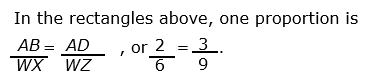 In the rectangles above, one proportion is
AB = AD , or 2 = 3 .
WX WZ 6 9